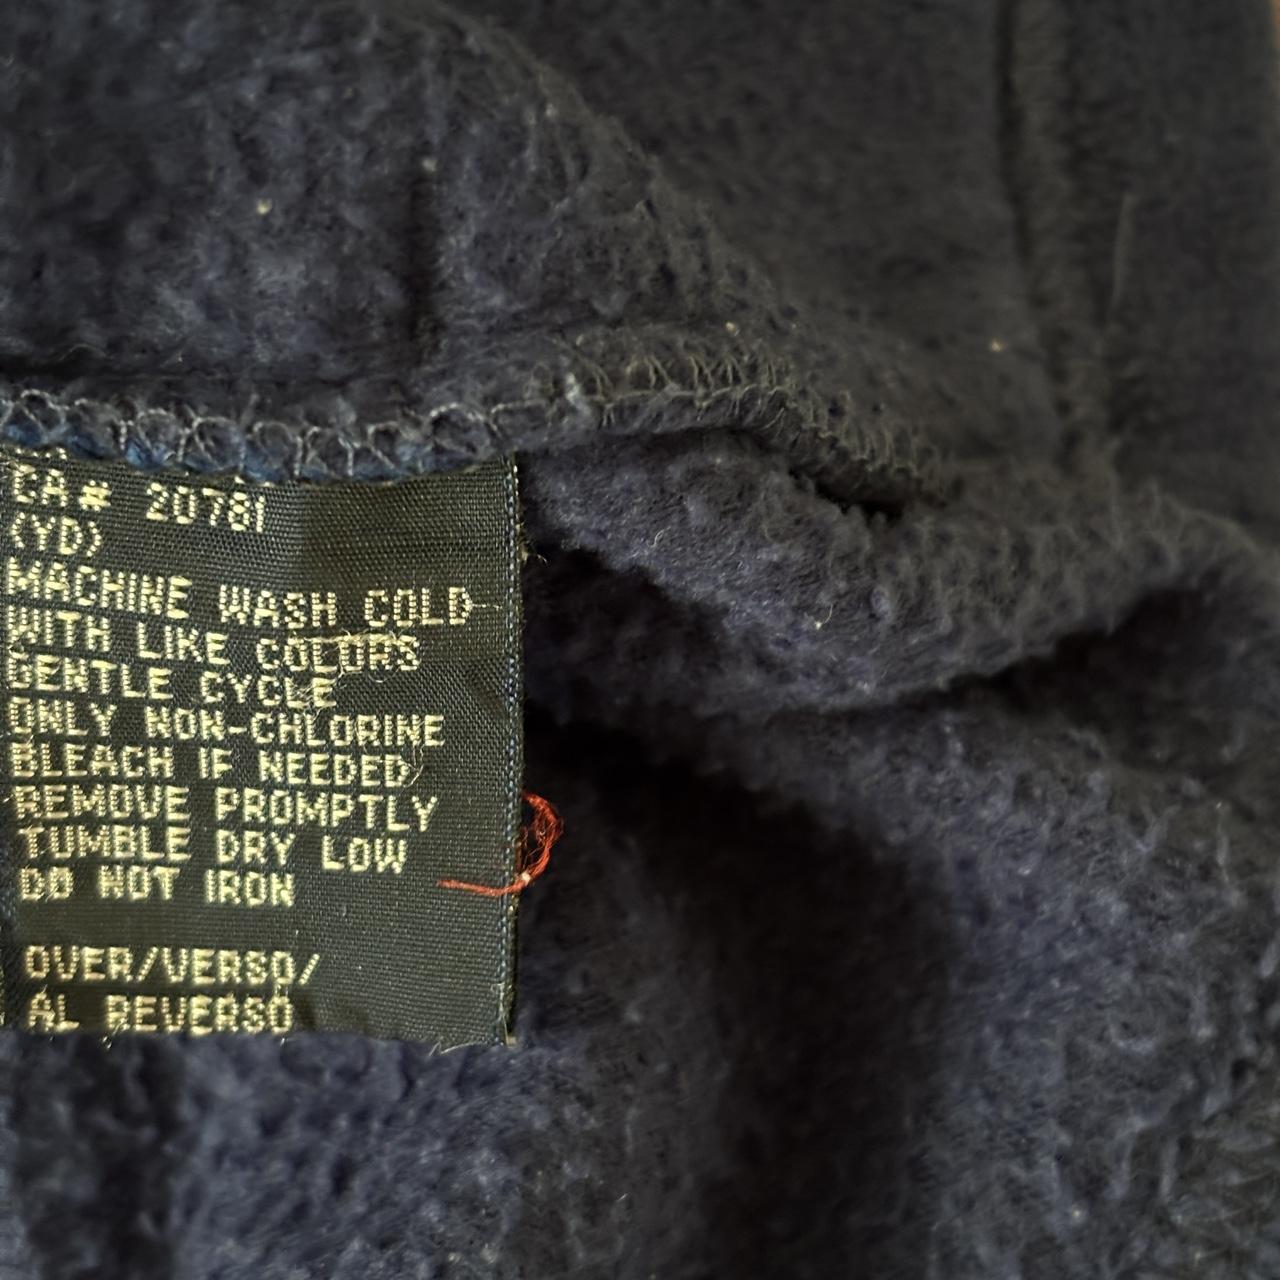 CA# 20781
(YD)
MACHINE WASH COLD
WITH LIKE COLORS
GENTLE CYCLE
ONLY NON-CHLORINE
BLEACH IF NEEDED
REMOVE PROMPTLY
TUMBLE DRY LOW
DO NOT IRON
OVER/VERSO/
AL REVERSO